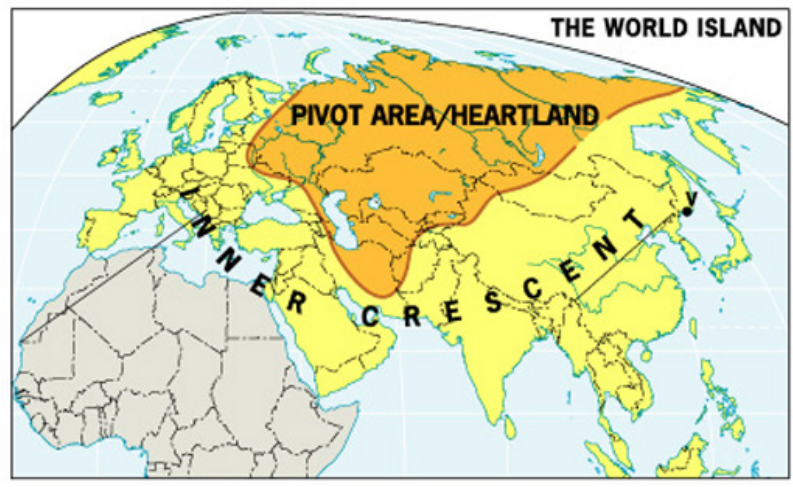 THE WORLD ISLAND
PIVOT AREA/HEARTLAND
INNER CRESCENT
V